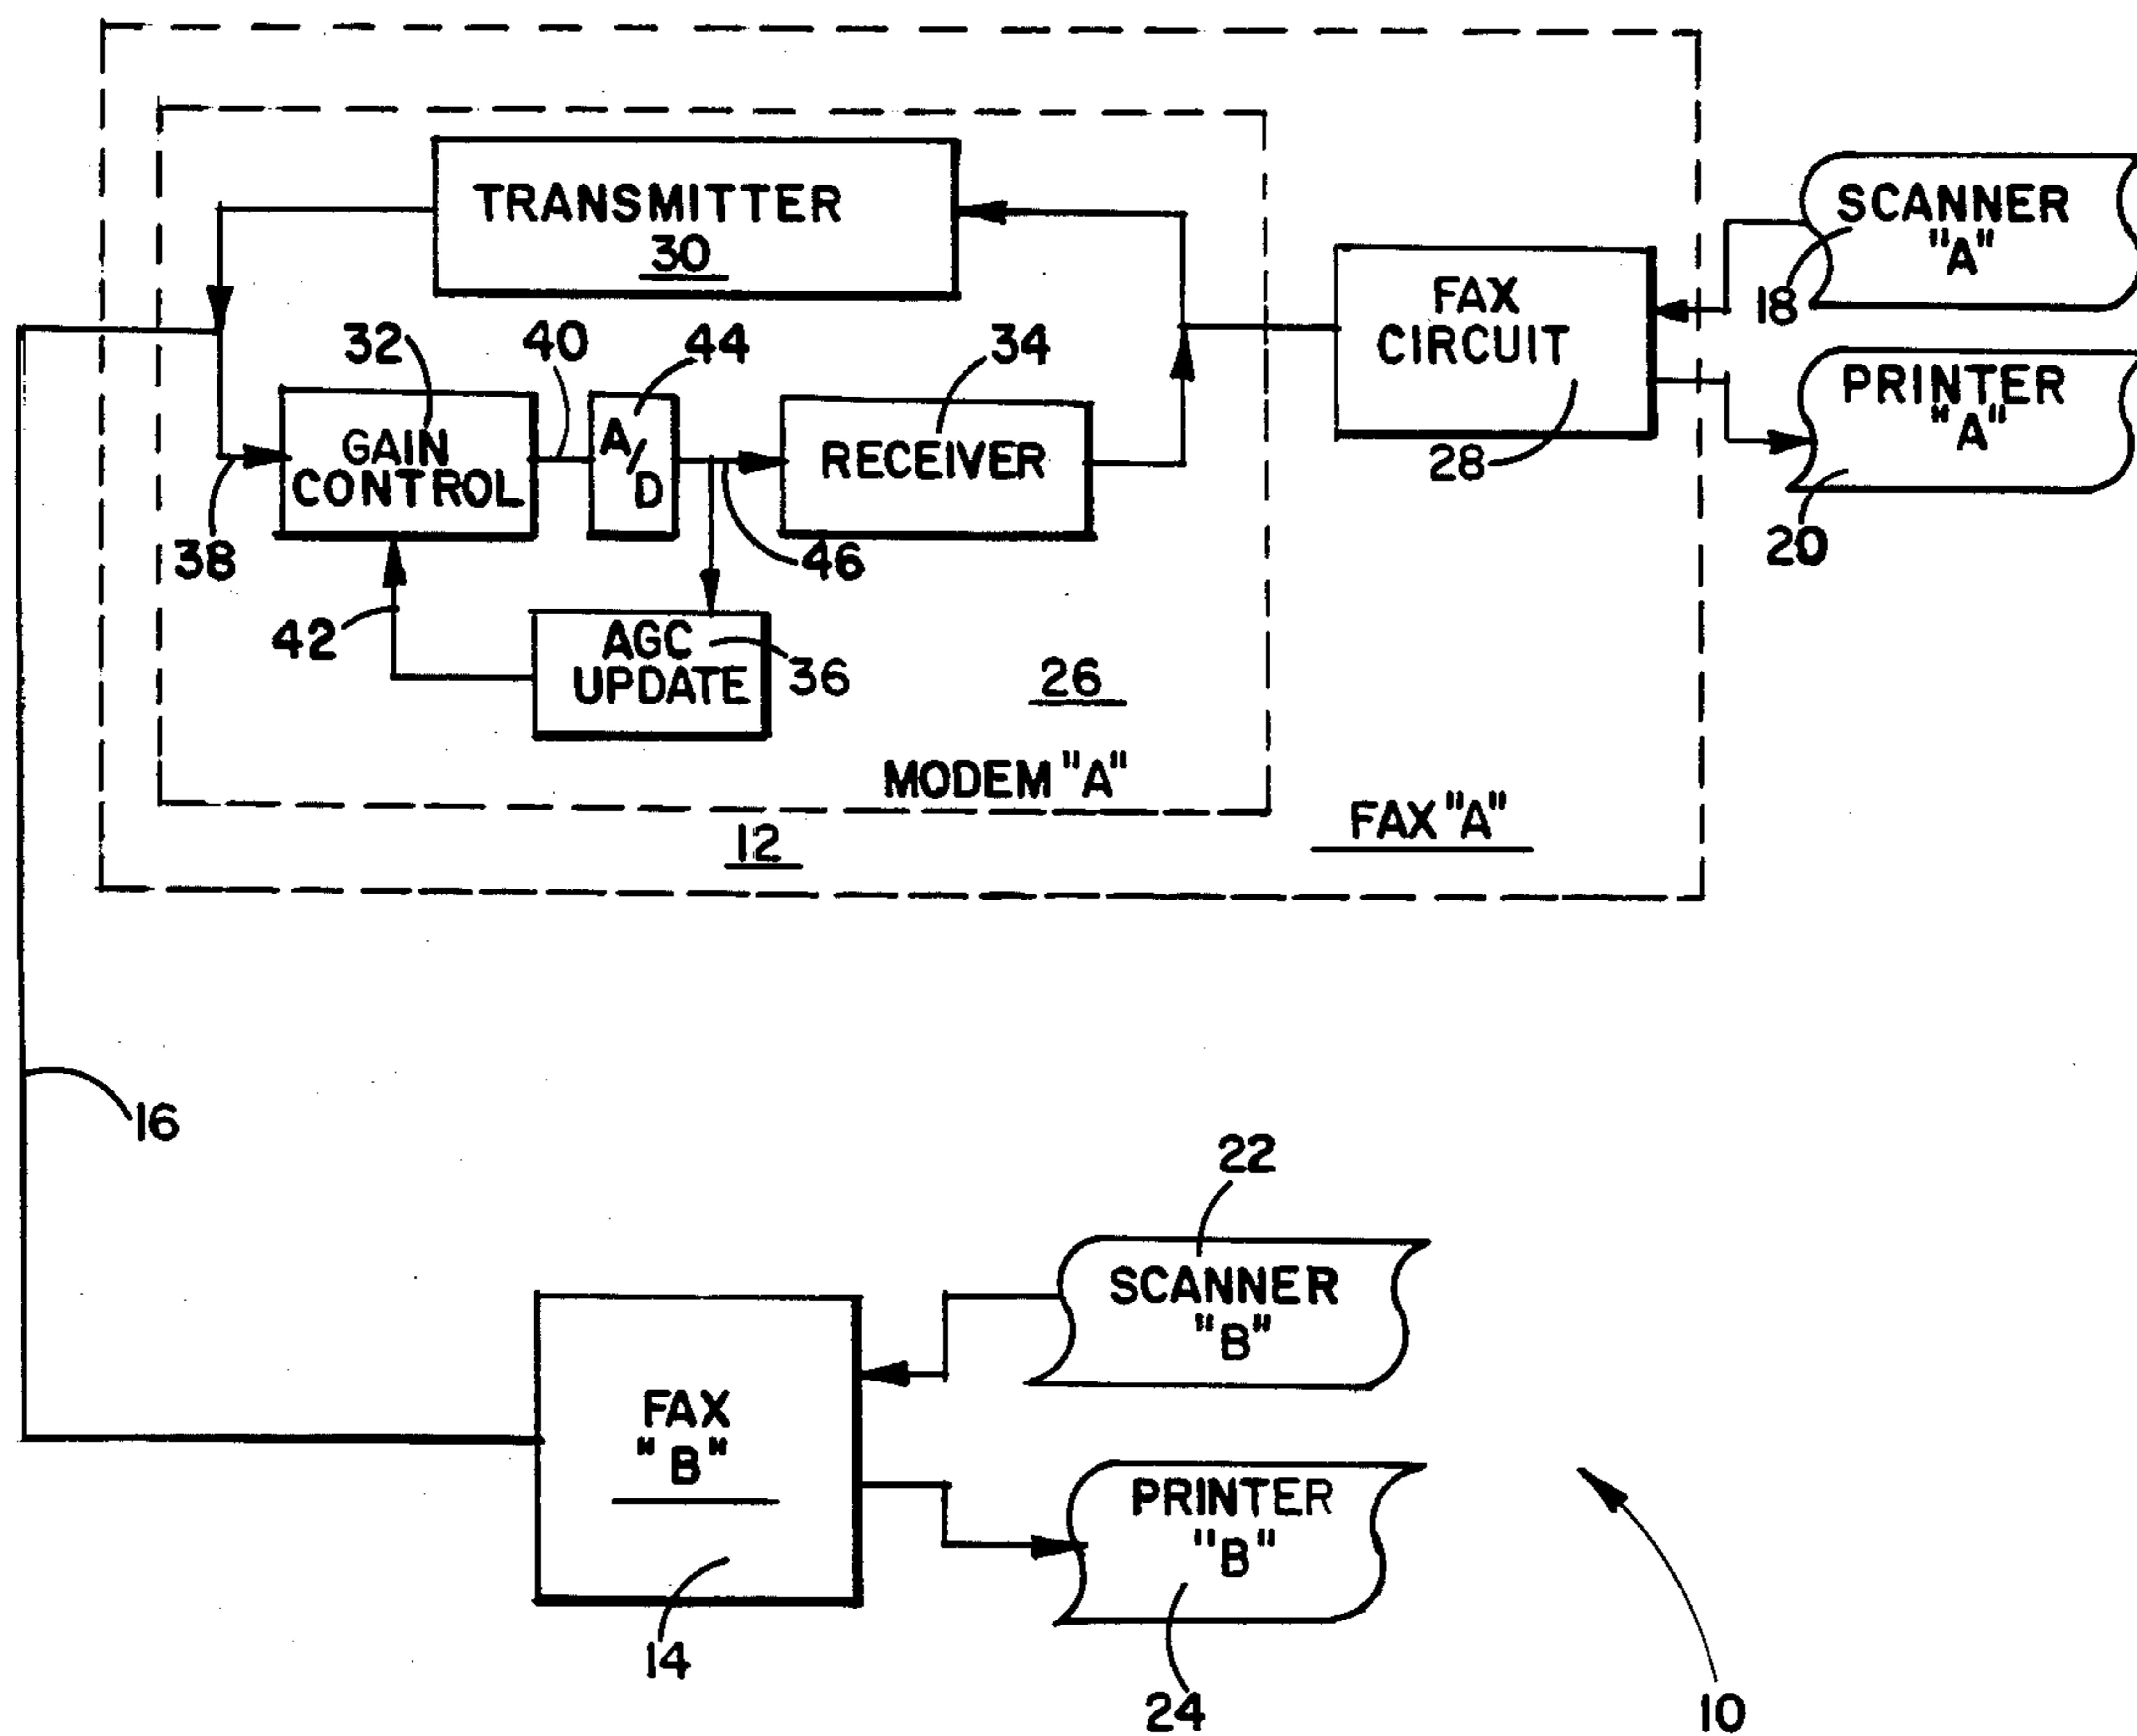 TRANSMITTER
30
SCANNER
"A"
18
FAX
CIRCUIT
28
PRINTER
"A"
20
32
40
44
34
GAIN
CONTROL
A/D
RECEIVER
38
46
42
AGC
UPDATE
36
26
MODEM "A"
12
FAX "A"
16
22
SCANNER
"B"
FAX
"B"
14
PRINTER
"B"
24
10